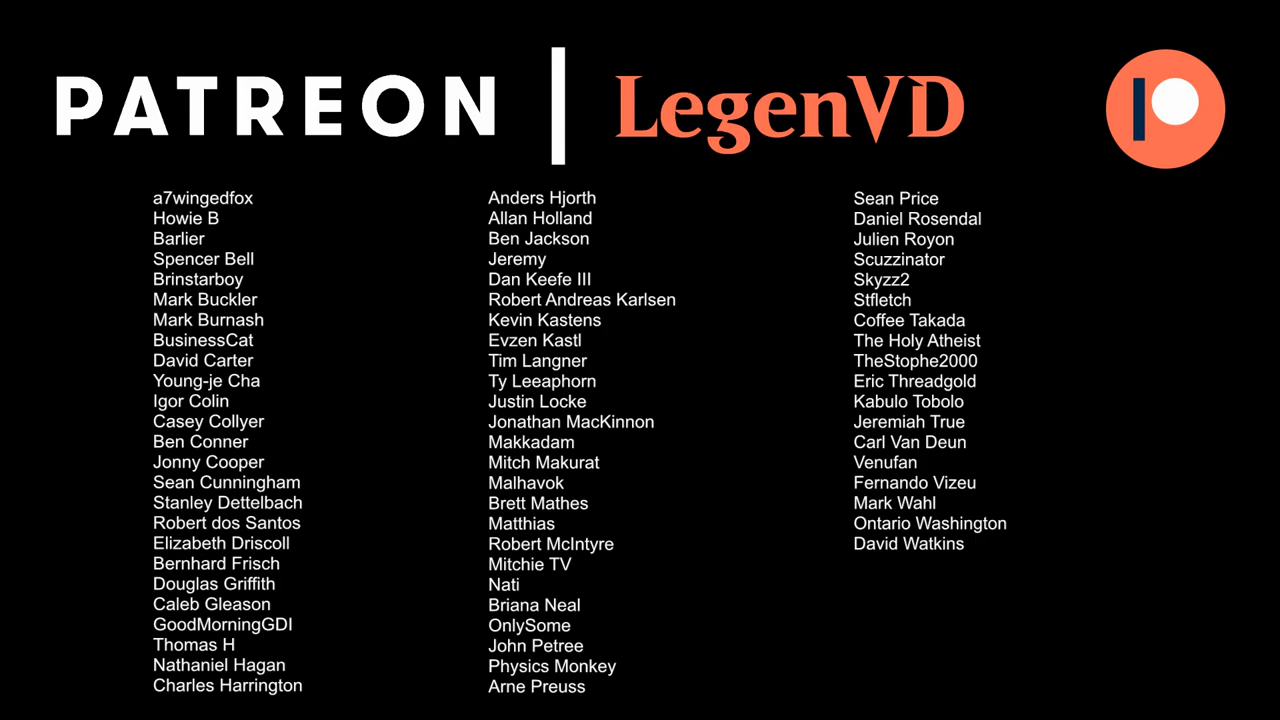 PATREON | LegenVD
a7wingedfox
Howie B
Barlier
Spencer Bell
Brinstarboy
Mark Buckler
Mark Burnash
BusinessCat
David Carter
Young-je Cha
Igor Colin
Casey Collyer
Ben Conner
Jonny Cooper
Sean Cunningham
Stanley Dettelbach
Robert dos Santos
Elizabeth Driscoll
Bernhard Frisch
Douglas Griffith
Caleb Gleason
GoodMorningGDI
Thomas H
Nathaniel Hagan
Charles Harrington
Anders Hjorth
Allan Holland
Ben Jackson
Jeremy
Dan Keefe III
Robert Andreas Karlsen
Kevin Kastens
Evzen Kastl
Tim Langner
Ty Leeaphorn
Justin Locke
Jonathan MacKinnon
Makkadam
Mitch Makurat
Malhavok
Brett Mathes
Matthias
Robert McIntyre
Mitchie TV
Nati
Briana Neal
OnlySome
John Petree
Physics Monkey
Arne Preuss
Sean Price
Daniel Rosendal
Julien Royon
Scuzzinator
Skyzz2
Stfletch
Coffee Takada
The Holy Atheist
TheStophe2000
Eric Threadgold
Kabulo Tobolo
Jeremiah True
Carl Van Deun
Venufan
Fernando Vizeu
Mark Wahl
Ontario Washington
David Watkins